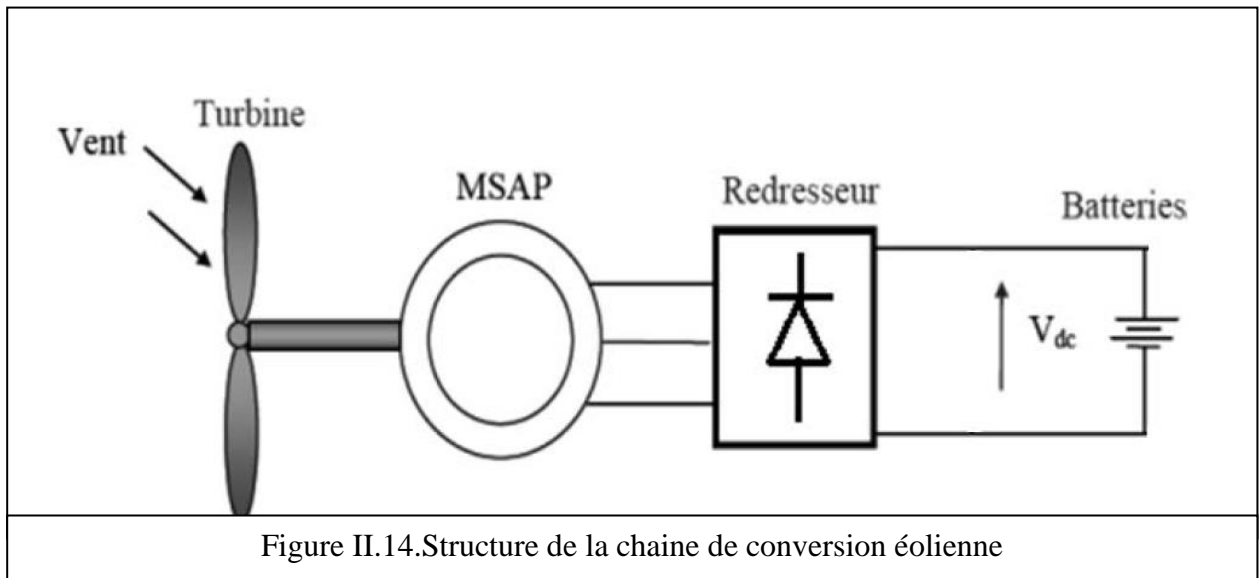 Turbine
Vent
MSAP
Redresseur
Batteries
Vdc
Figure II.14.Structure de la chaine de conversion éolienne